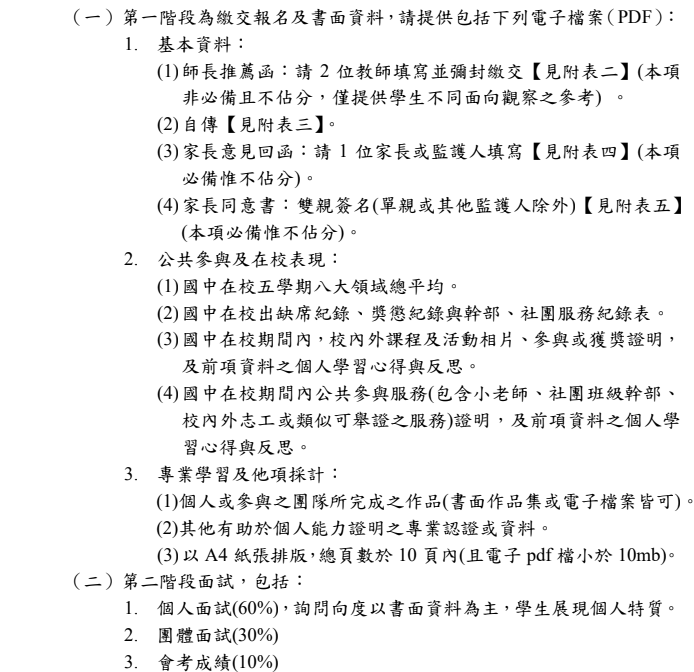 （一）第一階段為繳交報名及書面資料，請提供包括下列電子檔案（PDF）：
1. 基本資料：
(1)師長推薦函：請 2 位教師填寫並彌封繳交【見附表二】(本項
非必備且不佔分，僅提供學生不同面向觀察之參考) 。
(2)自傳【見附表三】。
(3)家長意見回函：請 1 位家長或監護人填寫【見附表四】(本項
必備惟不佔分)。
(4)家長同意書：雙親簽名(單親或其他監護人除外)【見附表五】
(本項必備惟不佔分)。
2. 公共參與及在校表現：
(1)國中在校五學期八大領域總平均。
(2)國中在校出缺席紀錄、獎懲紀錄與幹部、社團服務紀錄表。
(3)國中在校期間內，校內外課程及活動相片、參與或獲獎證明，
及前項資料之個人學習心得與反思。
(4)國中在校期間內公共參與服務(包含小老師、社團班級幹部、
校內外志工或類似可舉證之服務)證明，及前項資料之個人學
習心得與反思。
3. 專業學習及他項採計：
(1)個人或參與之團隊所完成之作品(書面作品集或電子檔案皆可)。
(2)其他有助於個人能力證明之專業認證或資料。
(3)以 A4 紙張排版，總頁數於 10 頁內(且電子 pdf 檔小於 10mb)。
（二）第二階段面試，包括：
1. 個人面試(60%)，詢問向度以書面資料為主，學生展現個人特質。
2. 團體面試(30%)
3. 會考成績(10%)